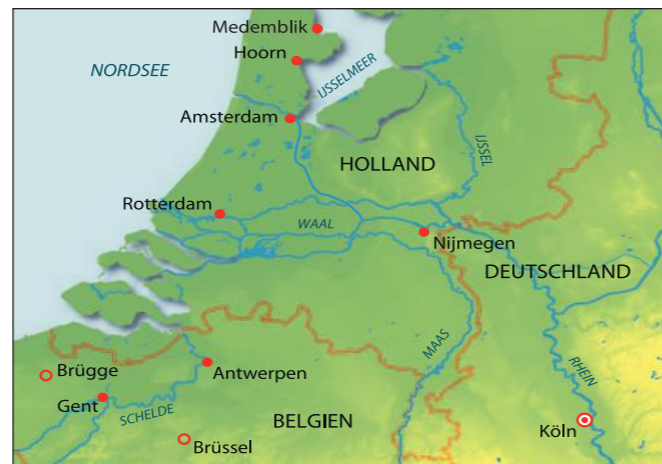 Medemblik
Hoorn
NORDSEE
IJSSELMEER
Amsterdam
IJSSEL
HOLLAND
Rotterdam
WAAL
Nijmegen
DEUTSCHLAND
MAAS
RHEIN
Brügge
Antwerpen
Gent
SCHELDE
BELGIEN
Köln
Brüssel